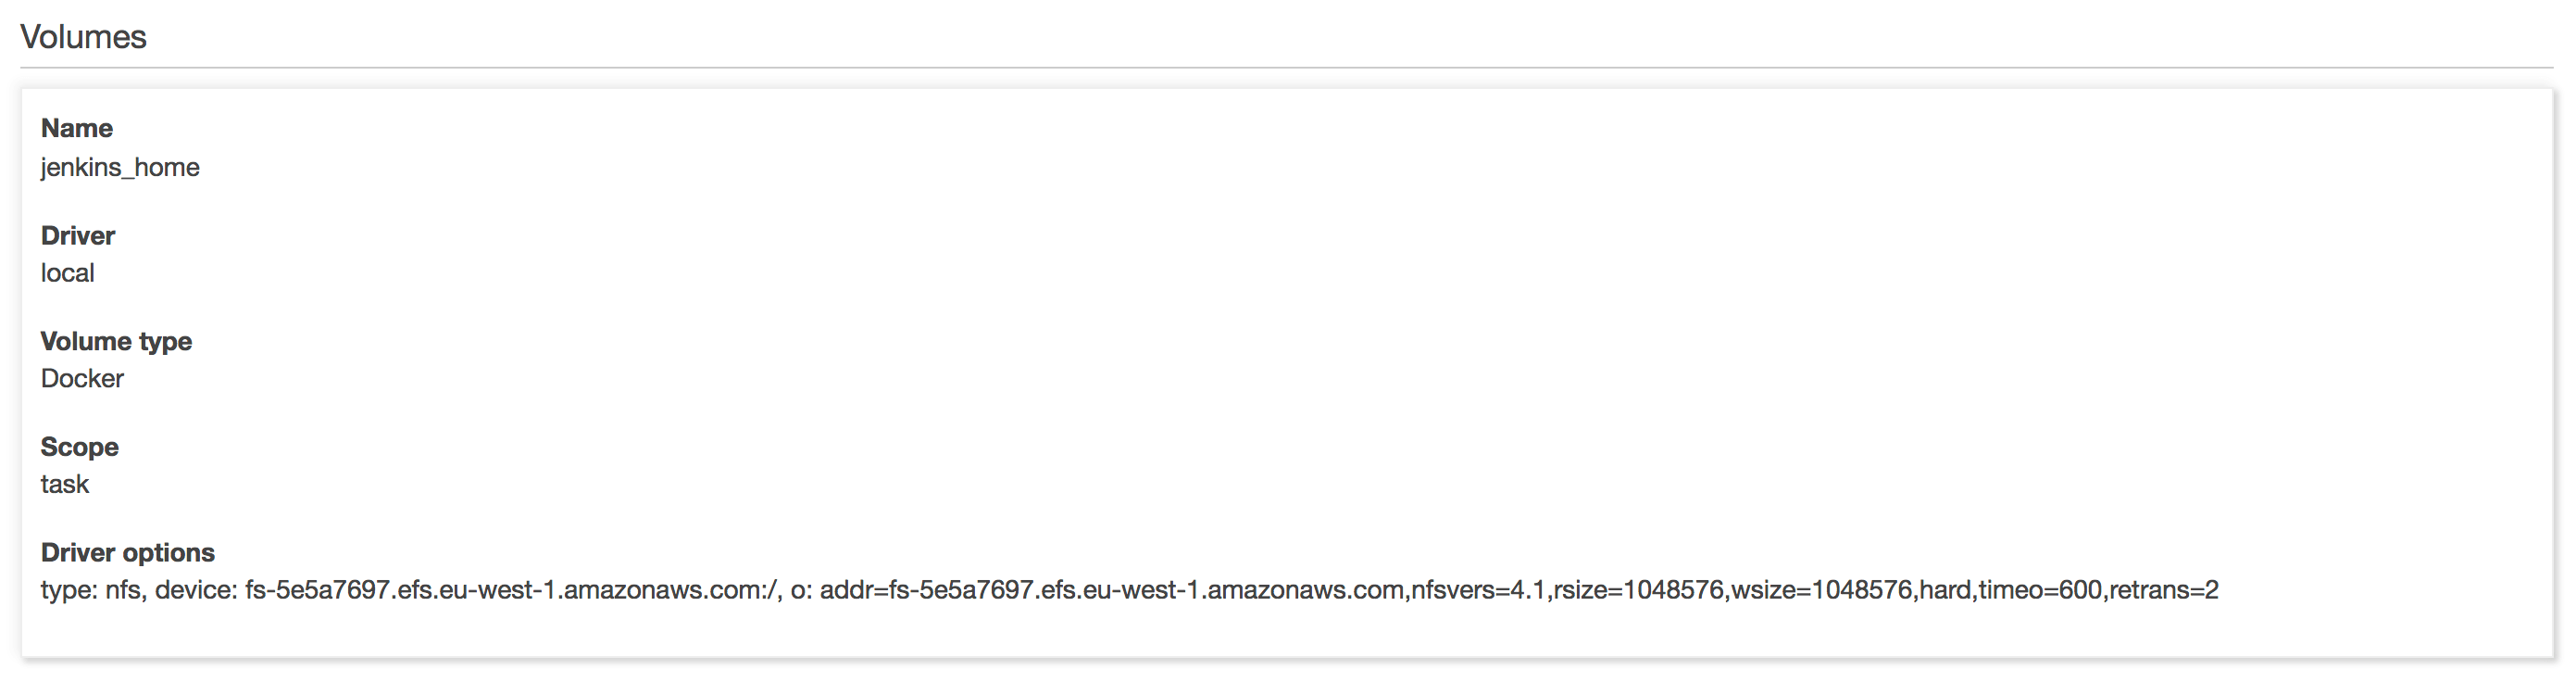 Volumes
Name
jenkins_home
Driver
local
Volume type
Docker
Scope
task
Driver options
type: nfs, device: fs-5e5a7697.efs.eu-west-1.amazonaws.com:/, o: addr=fs-5e5a7697.efs.eu-west-1.amazonaws.com,nfsvers=4.1,rsize=1048576,wsize=1048576,hard,timeo=600,retrans=2